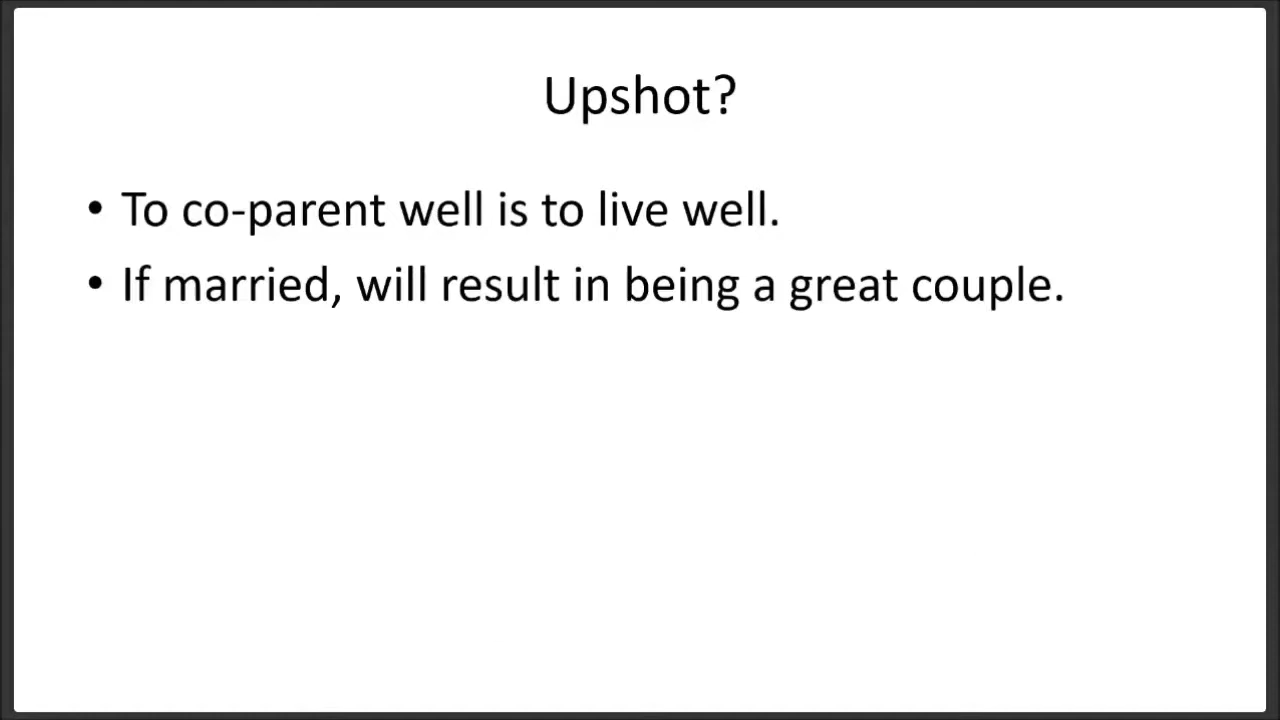 Upshot?
• To co-parent well is to live well.
• If married, will result in being a great couple.